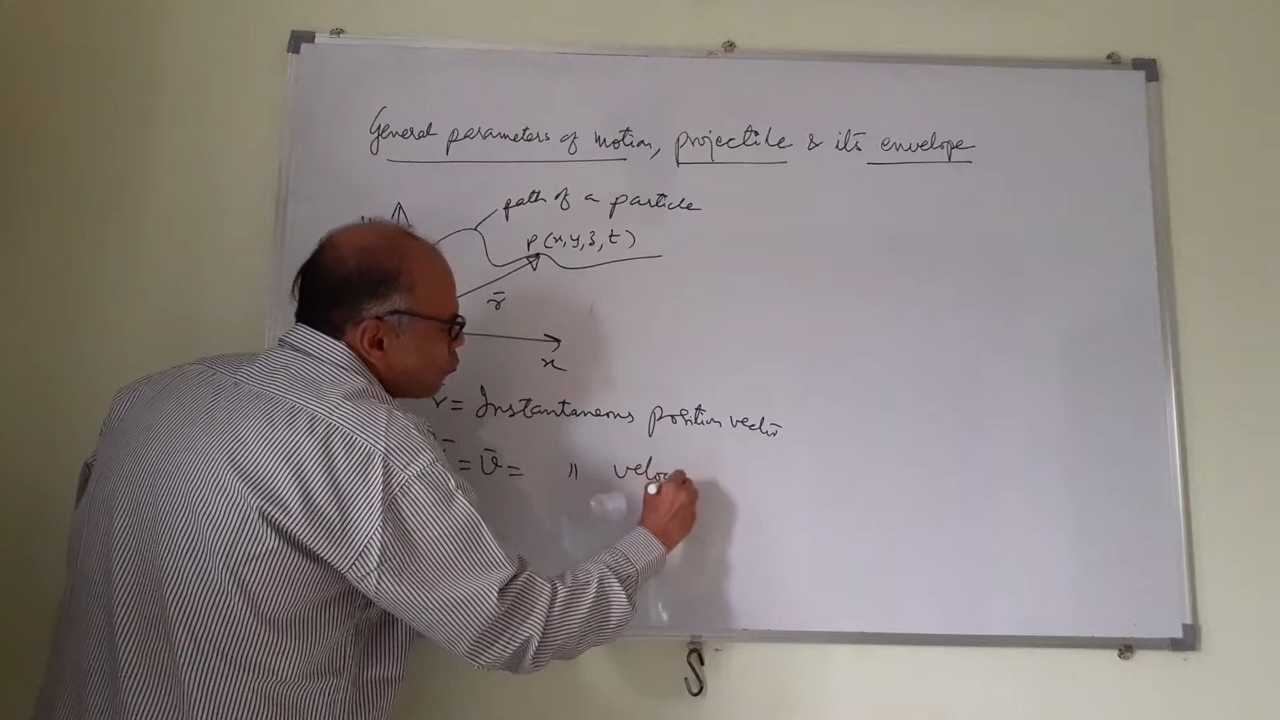 General parameters of motion, projectile & its envelope
path of a particle
P(x,y,z,t)
r̄
x
r = Instantaneous position vector
= v̄ = " velo